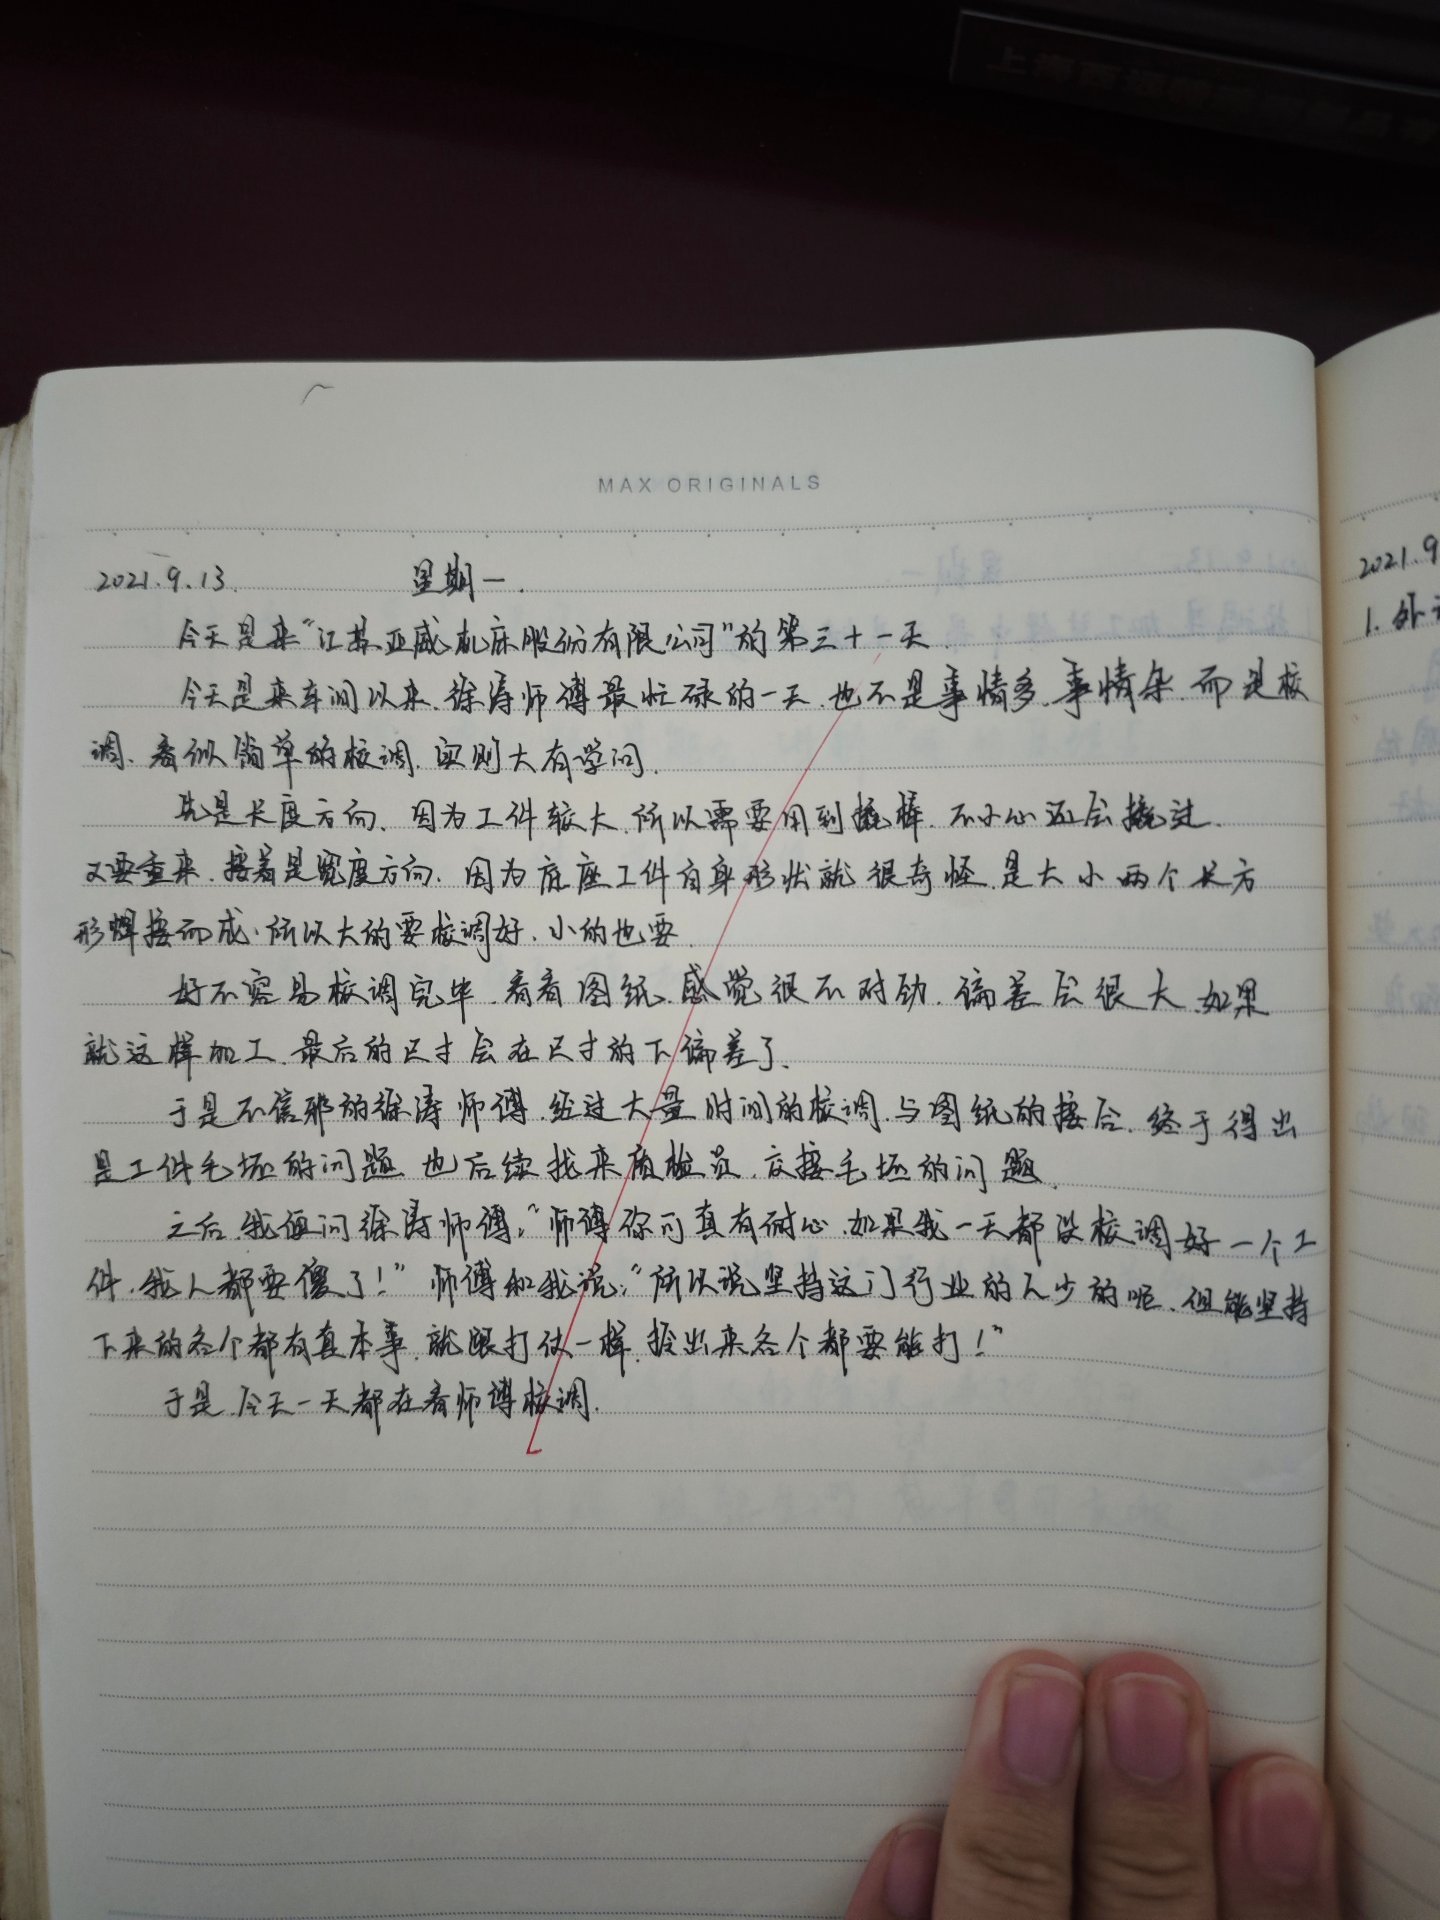 MAX ORIGINALS
2021.9.13. 星期一.
今天是来“江苏亚威机床股份有限公司”的第三十一天.
今天是来车间以来,徐涛师傅最忙碌的一天,也不是事情多,事情杂,而是校
调,看似简单的校调,实则大有学问.
先是长度方向,因为工件较大,所以需要用到撬棒,不小心还会撬过,
又要重来,接着是宽度方向,因为底座工件自身形状就很奇怪,是大小两个长方
形焊接而成,所以大的要校调好,小的也要.
好不容易校调完毕,看看图纸,感觉很不对劲,偏差会很大,如果
就这样加工,最后的尺寸会在尺寸的下偏差了.
于是不信邪的徐涛师傅,经过大量时间的校调,与图纸的接合,终于得出
是工件毛坯的问题,也后续找来质检员,交接毛坯的问题.
之后,我便问徐涛师傅:“师傅你可真有耐心,如果我一天都没校调好一个工
件,我人都要傻了!”师傅和我说:“所以说坚持这门行业的人少的呢,但能坚持
下来的各个都有真本事,就跟打仗一样,拎出来各个都要能打!”
于是,今天一天都在看师傅校调.
2021.9
1.外